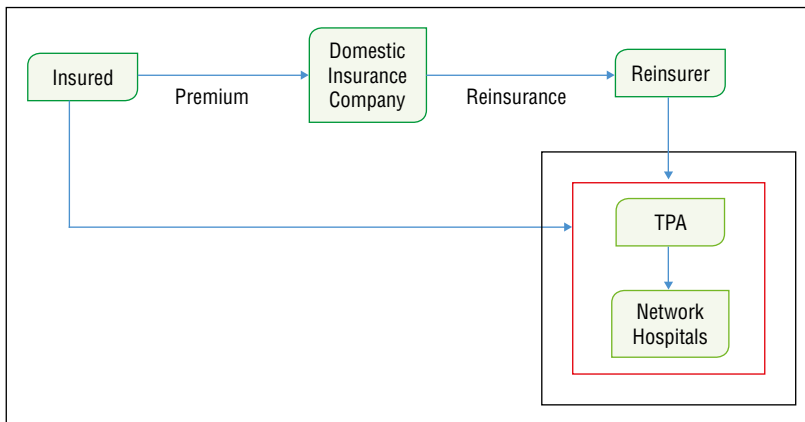 Insured
Premium
Domestic
Insurance
Company
Reinsurance
Reinsurer
TPA
Network
Hospitals